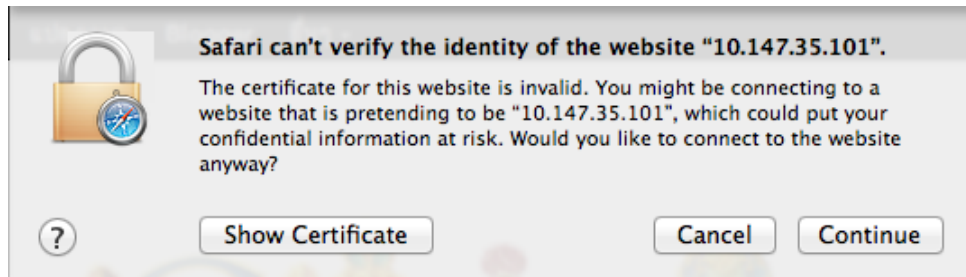 Safari can't verify the identity of the website “10.147.35.101”.
The certificate for this website is invalid. You might be connecting to a
website that is pretending to be “10.147.35.101”, which could put your
confidential information at risk. Would you like to connect to the website
anyway?
? Show Certificate Cancel Continue